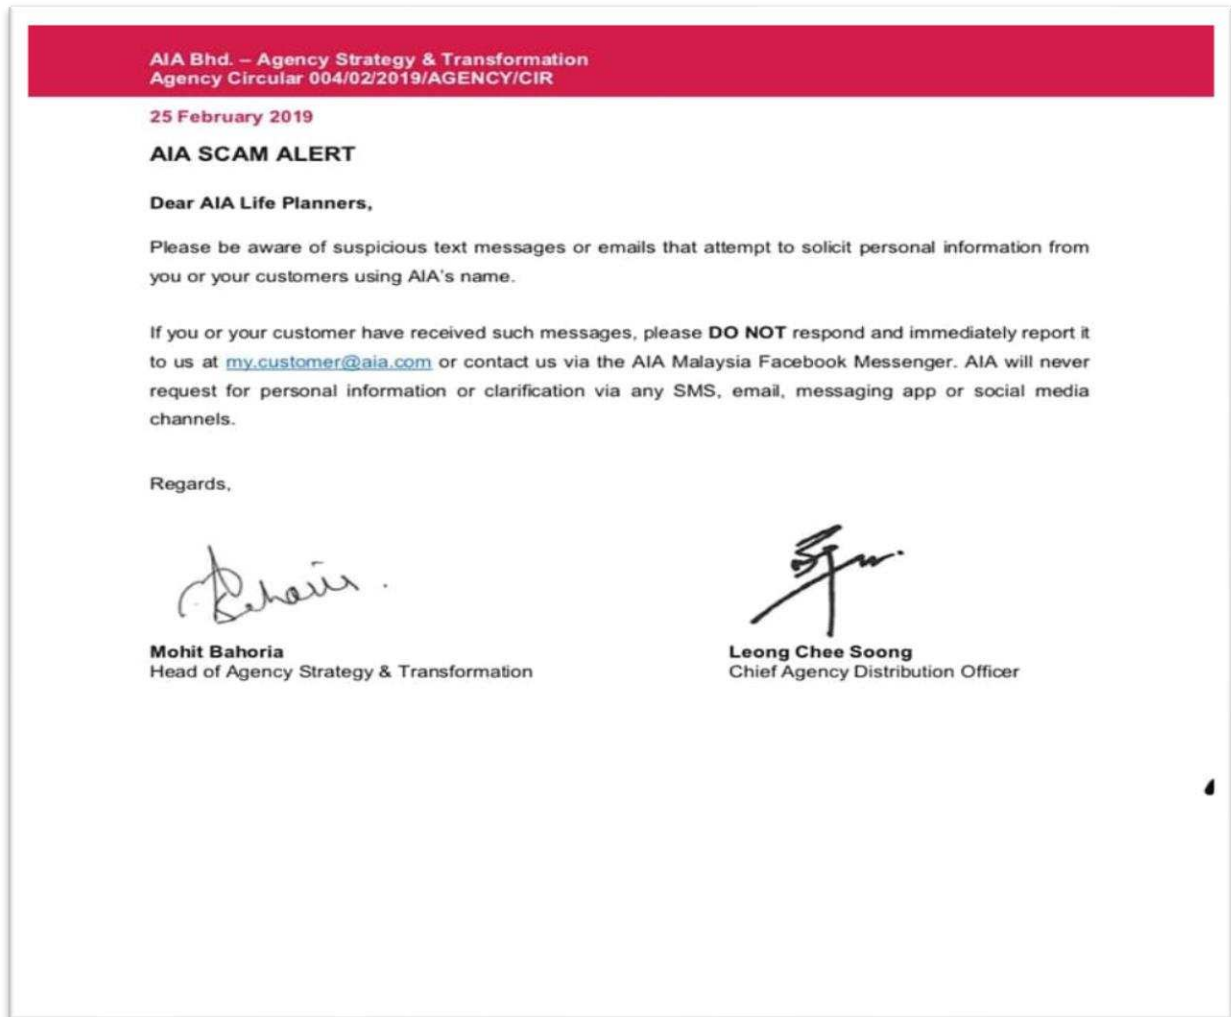 AIA Bhd. – Agency Strategy & Transformation
Agency Circular 004/02/2019/AGENCY/CIR
25 February 2019
AIA SCAM ALERT
Dear AIA Life Planners,
Please be aware of suspicious text messages or emails that attempt to solicit personal information from
you or your customers using AIA's name.
If you or your customer have received such messages, please DO NOT respond and immediately report it
to us at my.customer@aia.com or contact us via the AIA Malaysia Facebook Messenger. AIA will never
request for personal information or clarification via any SMS, email, messaging app or social media
channels.
Regards,
Mohit Bahoria
Head of Agency Strategy & Transformation
Leong Chee Soong
Chief Agency Distribution Officer